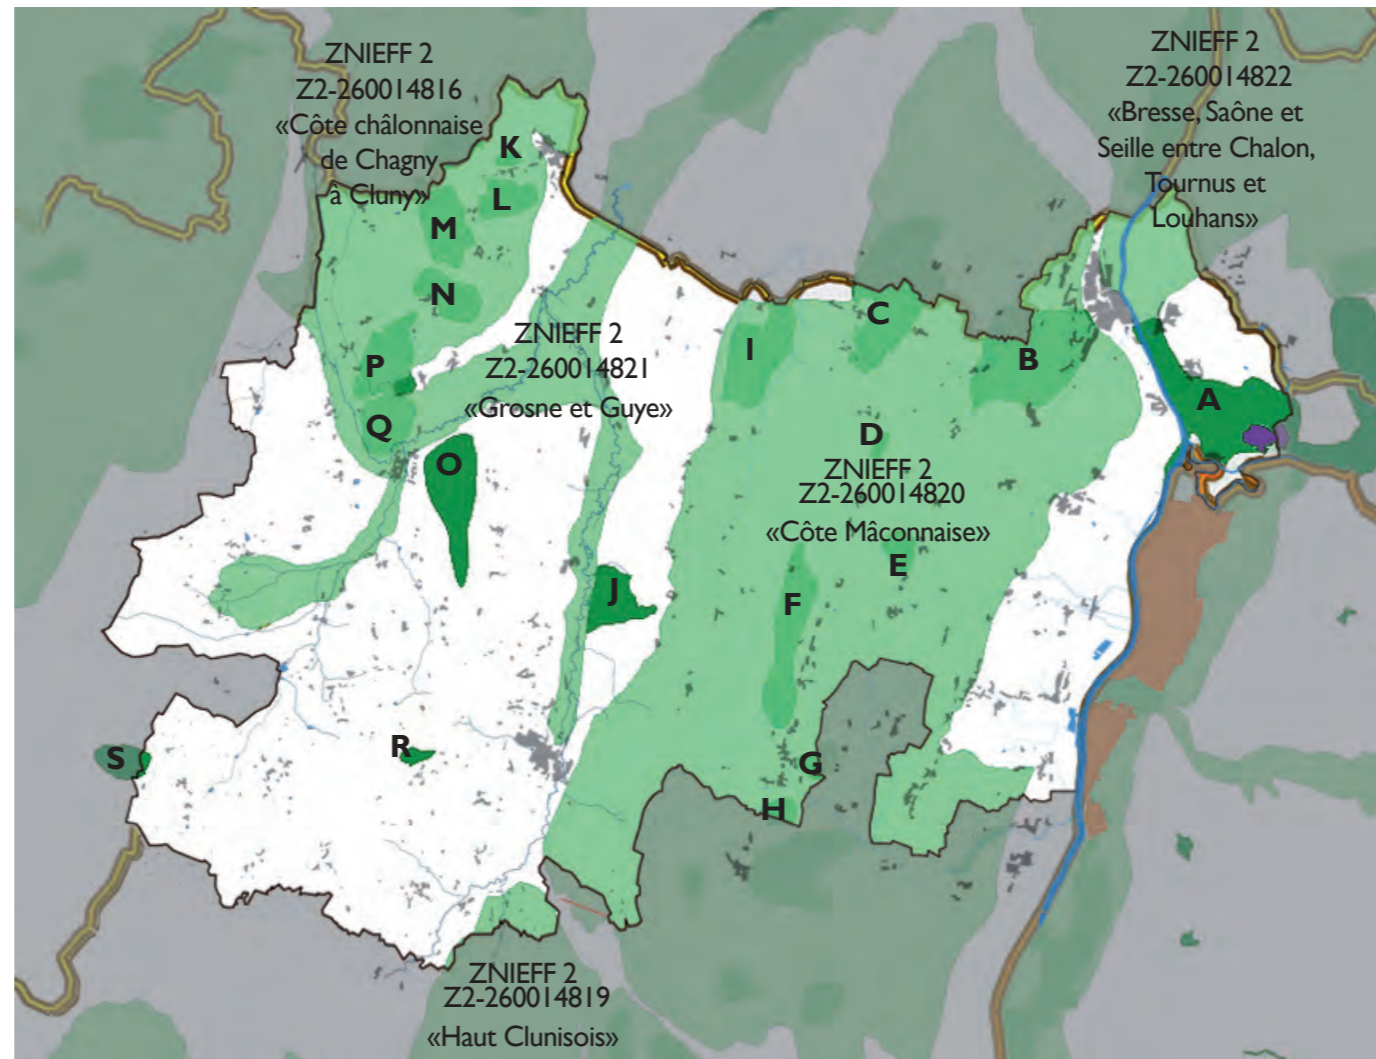 ZNIEFF 2
Z2-260014816
«Côte châlonnaise
de Chagny
à Cluny»
ZNIEFF 2
Z2-260014822
«Bresse, Saône et
Seille entre Chalon,
Tournus et
Louhans»
K
L
M
N
C
I
B
P
ZNIEFF 2
Z2-260014821
«Grosne et Guye»
A
Q
D
O
ZNIEFF 2
Z2-260014820
«Côte Mâconnaise»
E
J
F
R
S
G
H
ZNIEFF 2
Z2-260014819
«Haut Clunisois»